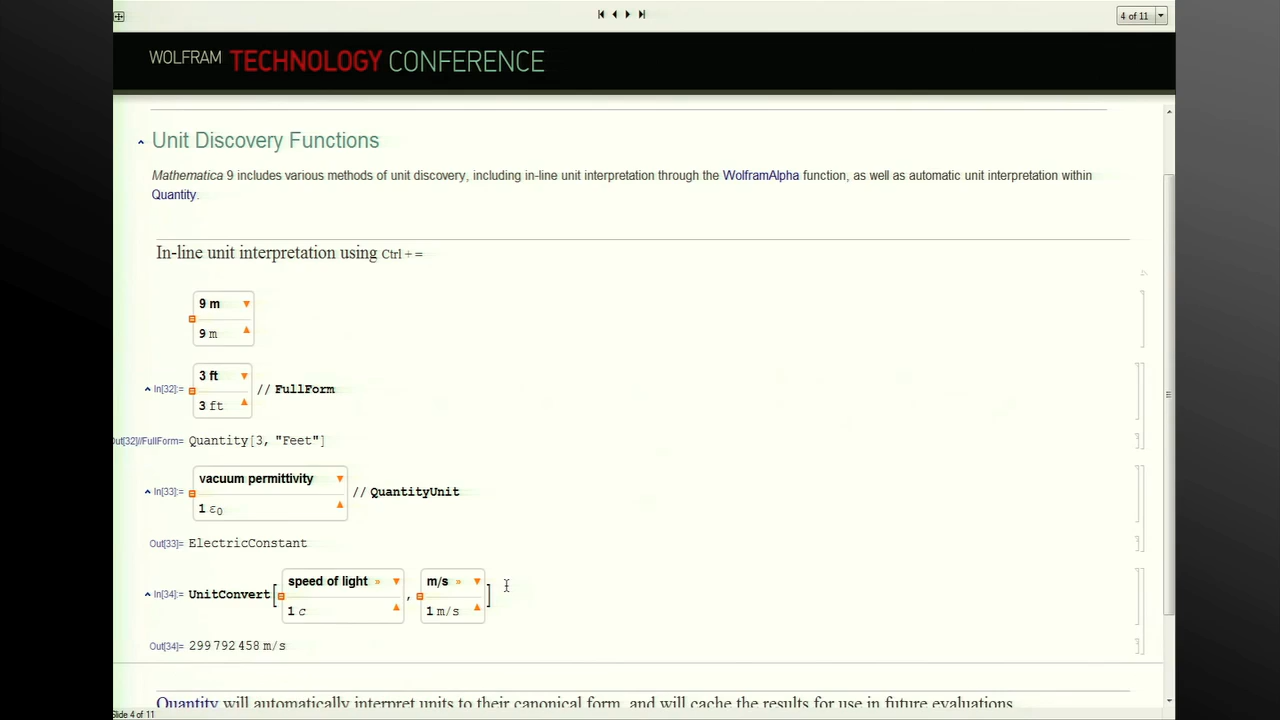 4 of 11
WOLFRAM TECHNOLOGY CONFERENCE
Unit Discovery Functions
Mathematica 9 includes various methods of unit discovery, including in-line unit interpretation through the WolframAlpha function, as well as automatic unit interpretation within
Quantity.
In-line unit interpretation using Ctrl + =
9 m
9 m
3 ft
In[32]:= // FullForm
3 ft
Out[32]//FullForm= Quantity[3, "Feet"]
vacuum permittivity
In[33]:= // QuantityUnit
1 ε₀
Out[33]= ElectricConstant
speed of light » m/s »
In[34]:= UnitConvert[ , ]
1 c 1 m/s
Out[34]= 299 792 458 m/s
Quantity will automatically interpret units to their canonical form, and will cache the results for use in future evaluations.
Slide 4 of 11